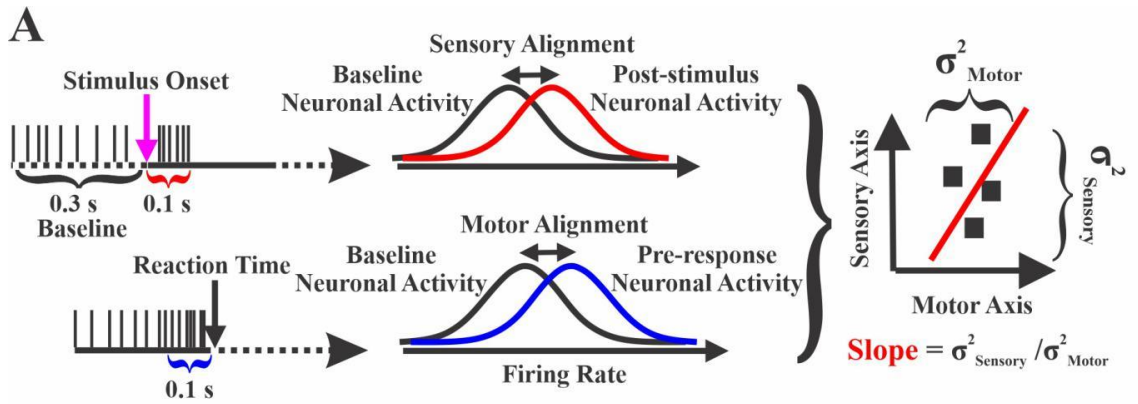 A
Stimulus Onset
0.3 s
Baseline
0.1 s
Sensory Alignment
Baseline
Neuronal Activity
Post-stimulus
Neuronal Activity
Reaction Time
0.1 s
Motor Alignment
Baseline
Neuronal Activity
Pre-response
Neuronal Activity
Firing Rate
σ²Motor
Sensory Axis
σ²Sensory
Motor Axis
Slope = σ²Sensory /σ²Motor